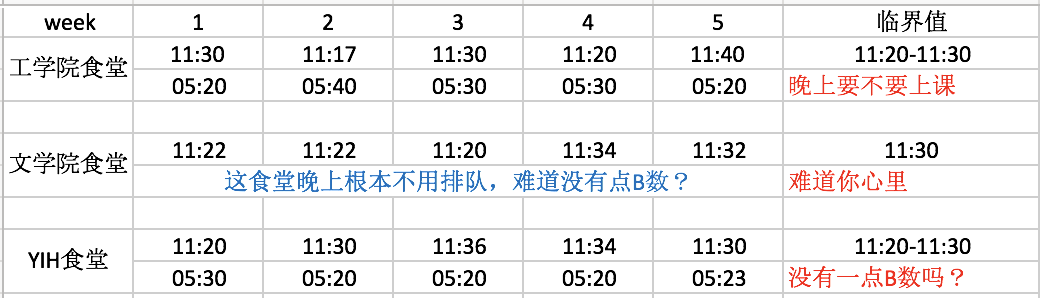 week 1 2 3 4 5 临界值
工学院食堂 11:30 11:17 11:30 11:20 11:40 11:20-11:30
05:20 05:40 05:30 05:30 05:20 晚上要不要上课
文学院食堂 11:22 11:22 11:20 11:34 11:32 11:30
这食堂晚上根本不用排队，难道没有点B数？ 难道你心里
YIH食堂 11:20 11:30 11:36 11:34 11:30 11:20-11:30
05:30 05:20 05:20 05:20 05:23 没有一点B数吗？